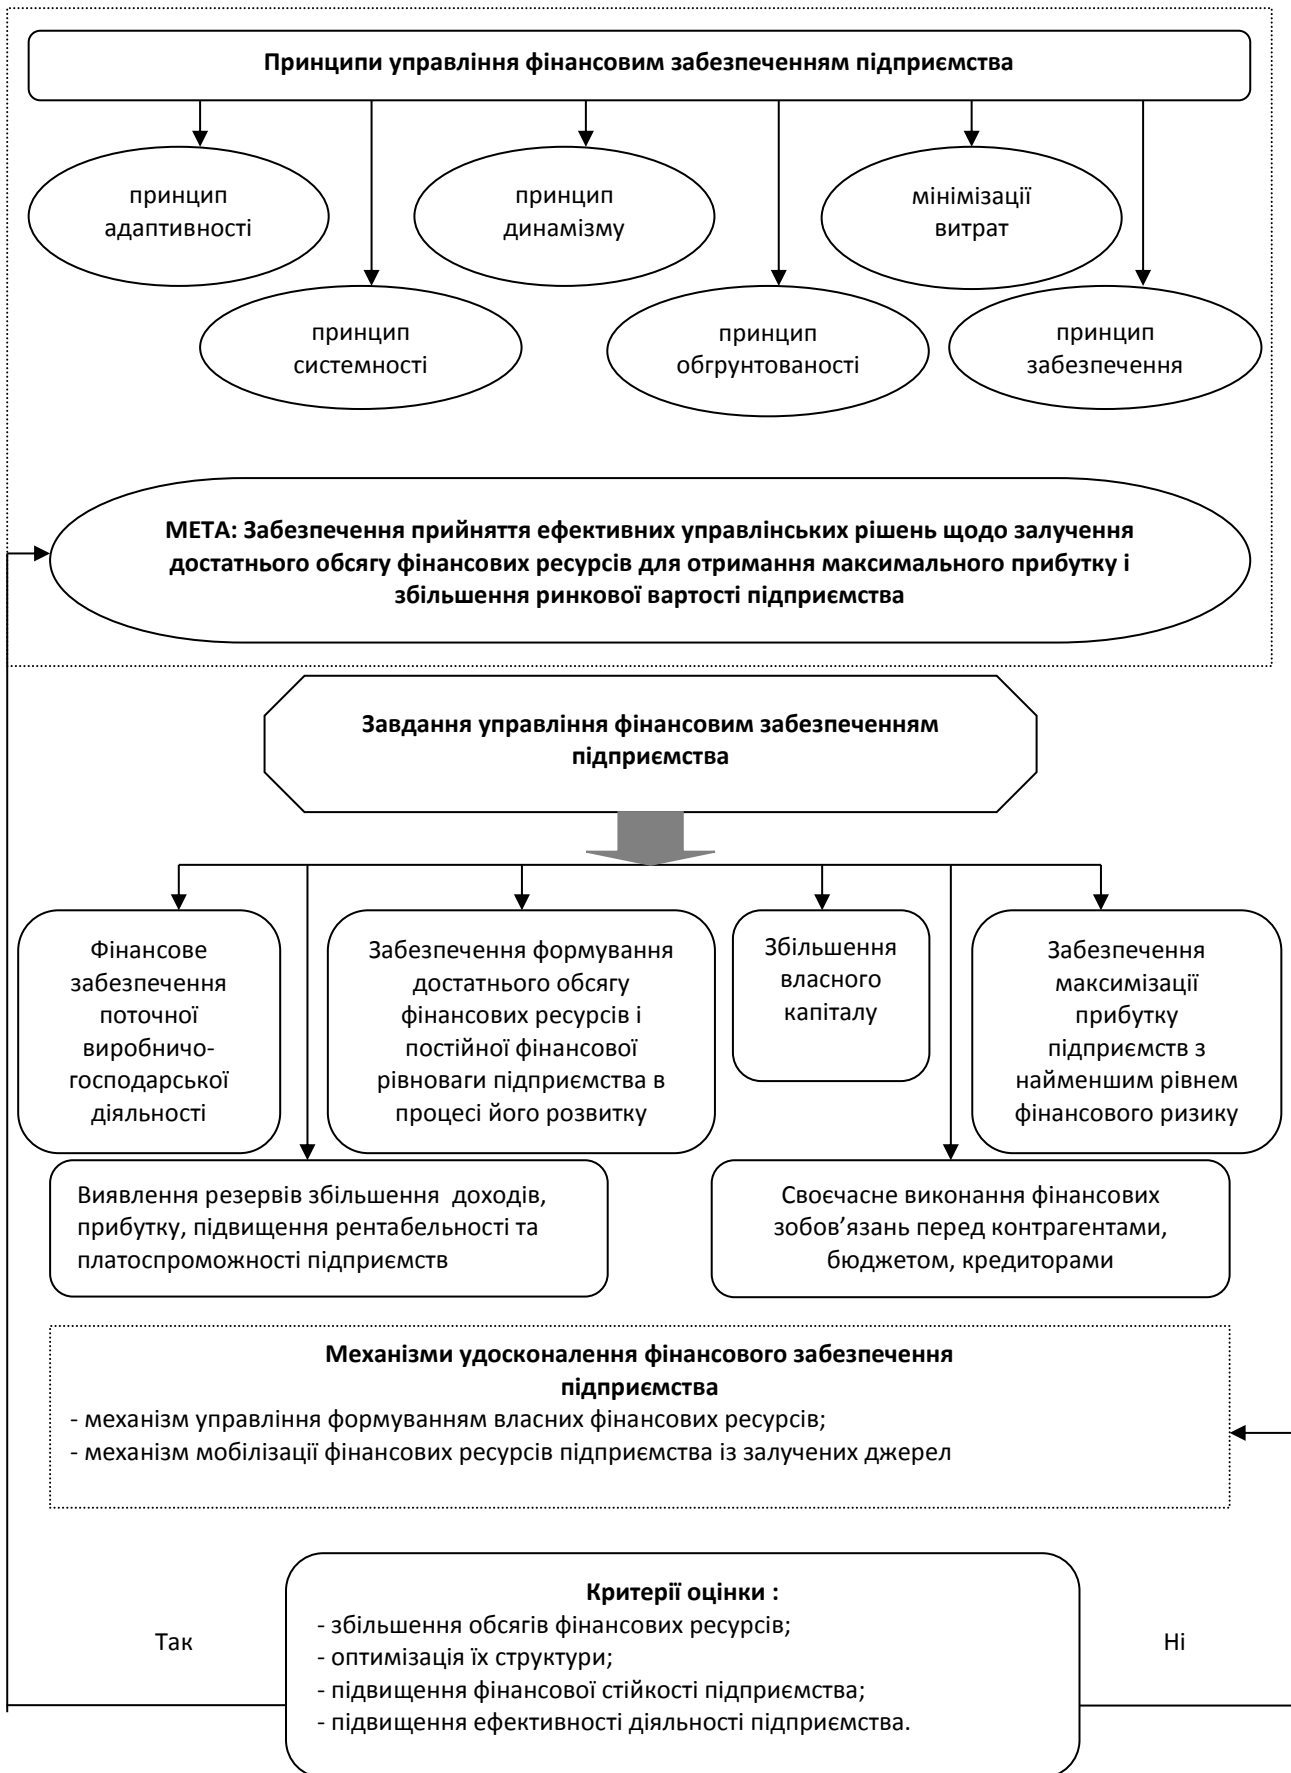 Принципи управління фінансовим забезпеченням підприємства
принцип
адаптивності
принцип
динамізму
мінімізації
витрат
принцип
системності
принцип
обгрунтованості
принцип
забезпечення
МЕТА: Забезпечення прийняття ефективних управлінських рішень щодо залучення
достатнього обсягу фінансових ресурсів для отримання максимального прибутку і
збільшення ринкової вартості підприємства
Завдання управління фінансовим забезпеченням
підприємства
Фінансове
забезпечення
поточної
виробничо-
господарської
діяльності
Забезпечення формування
достатнього обсягу
фінансових ресурсів і
постійної фінансової
рівноваги підприємства в
процесі його розвитку
Збільшення
власного
капіталу
Забезпечення
максимізації
прибутку
підприємств з
найменшим рівнем
фінансового ризику
Виявлення резервів збільшення  доходів,
прибутку, підвищення рентабельності та
платоспроможності підприємств
Своєчасне виконання фінансових
зобов’язань перед контрагентами,
бюджетом, кредиторами
Механізми удосконалення фінансового забезпечення
підприємства
- механізм управління формуванням власних фінансових ресурсів;
- механізм мобілізації фінансових ресурсів підприємства із залучених джерел
Критерії оцінки :
- збільшення обсягів фінансових ресурсів;
Так
Ні
- оптимізація їх структури;
- підвищення фінансової стійкості підприємства;
- підвищення ефективності діяльності підприємства.